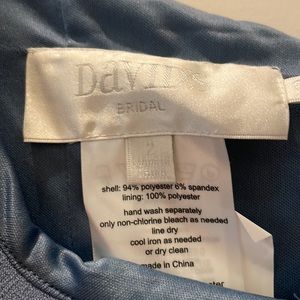 DaVID's
BRIDAL
2
shell: 94% polyester 6% spandex
lining: 100% polyester
hand wash separately
only non-chlorine bleach as needed
line dry
cool iron as needed
or dry clean
made in China